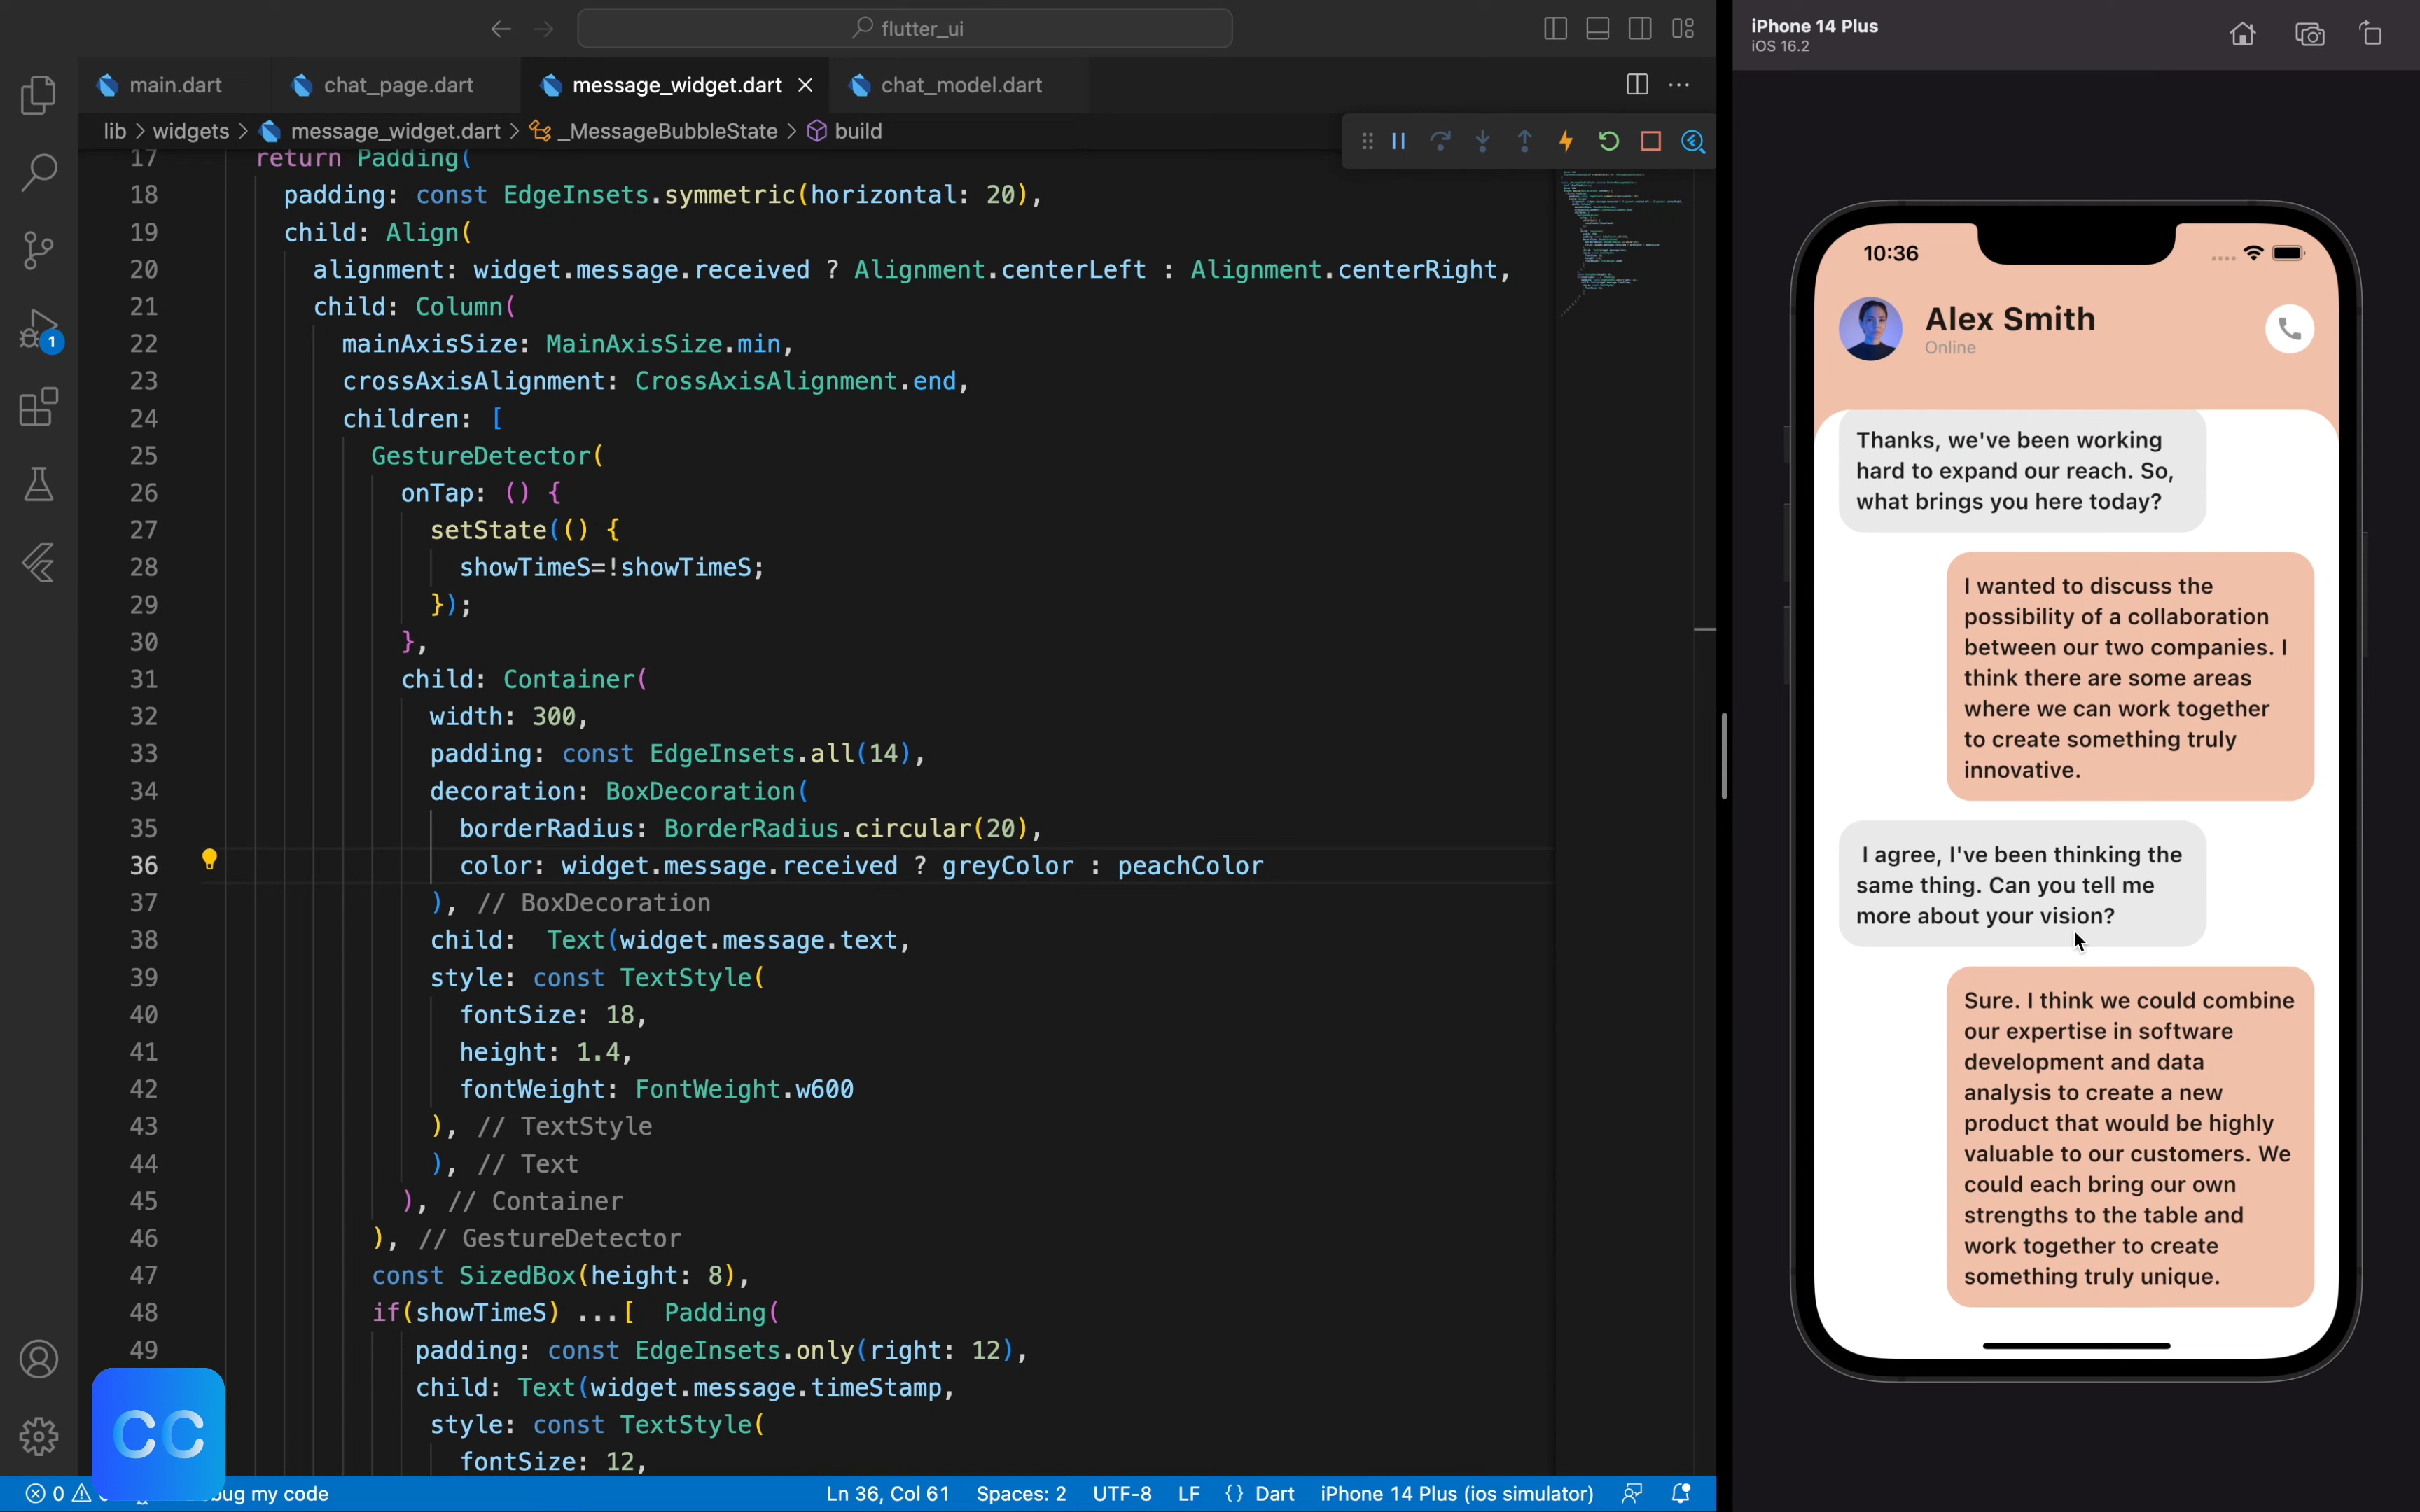 flutter_ui
main.dart
chat_page.dart
message_widget.dart
chat_model.dart
lib > widgets > message_widget.dart > _MessageBubbleState > build
17 return Padding(
18 padding: const EdgeInsets.symmetric(horizontal: 20),
19 child: Align(
20 alignment: widget.message.received ? Alignment.centerLeft : Alignment.centerRight,
21 child: Column(
22 mainAxisSize: MainAxisSize.min,
23 crossAxisAlignment: CrossAxisAlignment.end,
24 children: [
25 GestureDetector(
26 onTap: () {
27 setState(() {
28 showTimeS=!showTimeS;
29 });
30 },
31 child: Container(
32 width: 300,
33 padding: const EdgeInsets.all(14),
34 decoration: BoxDecoration(
35 borderRadius: BorderRadius.circular(20),
36 color: widget.message.received ? greyColor : peachColor
37 ), // BoxDecoration
38 child:  Text(widget.message.text,
39 style: const TextStyle(
40 fontSize: 18,
41 height: 1.4,
42 fontWeight: FontWeight.w600
43 ), // TextStyle
44 ), // Text
45 ), // Container
46 ), // GestureDetector
47 const SizedBox(height: 8),
48 if(showTimeS) ...[  Padding(
49 padding: const EdgeInsets.only(right: 12),
child: Text(widget.message.timeStamp,
style: const TextStyle(
fontSize: 12,
1
CC
0
bug my code
Ln 36, Col 61
Spaces: 2
UTF-8
LF
{} Dart
iPhone 14 Plus (ios simulator)
iPhone 14 Plus
iOS 16.2
10:36
Alex Smith
Online
Thanks, we've been working
hard to expand our reach. So,
what brings you here today?
I wanted to discuss the
possibility of a collaboration
between our two companies. I
think there are some areas
where we can work together
to create something truly
innovative.
I agree, I've been thinking the
same thing. Can you tell me
more about your vision?
Sure. I think we could combine
our expertise in software
development and data
analysis to create a new
product that would be highly
valuable to our customers. We
could each bring our own
strengths to the table and
work together to create
something truly unique.